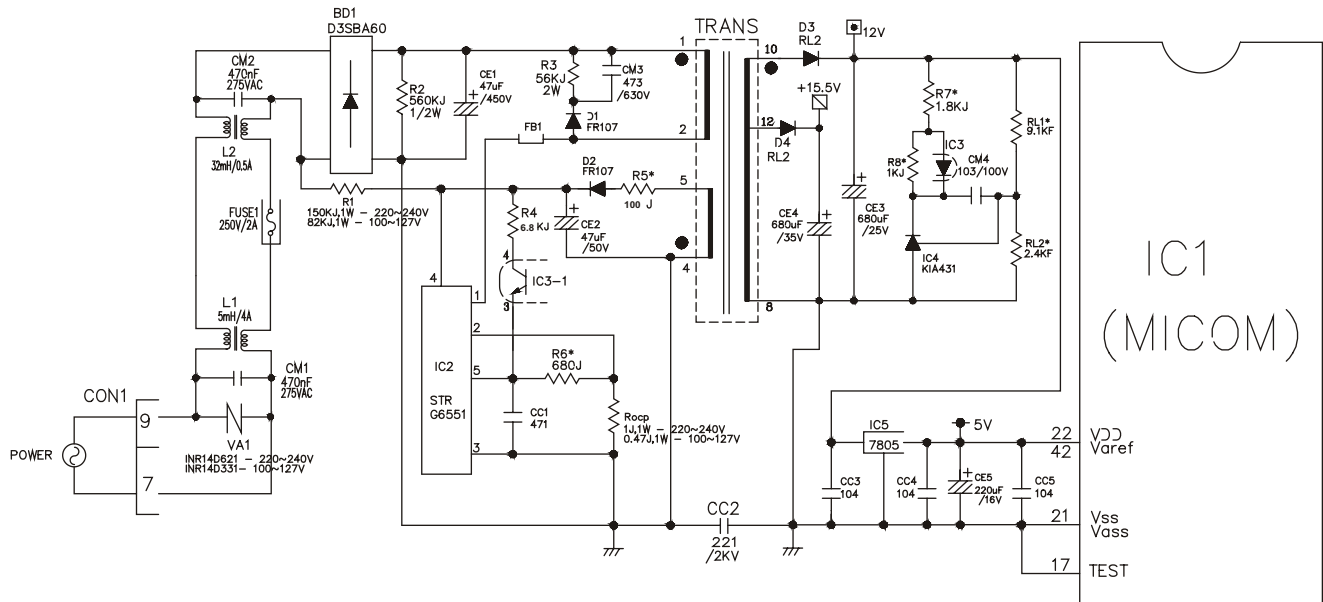 BD1
D3SBA60
CM2
470nF
275VAC
L2
32mH/0.5A
FUSE1
250V/2A
L1
5mH/4A
CM1
470nF
275VAC
CON1
9
7
POWER
VA1
INR14D621 - 220~240V
INR14D331- 100~127V
R2
560KJ
1/2W
CE1
47uF
/450V
R3
56KJ
2W
CM3
473
/630V
D1
FR107
FB1
R1
150KJ,1W - 220~240V
82KJ,1W - 100~127V
D2
FR107
R5*
100 J
R4
6.8 KJ
CE2
47uF
/50V
4
IC3-1
3
4
1
2
5
3
IC2
STR
G6551
R6*
680J
CC1
471
Rocp
1J,1W - 220~240V
0.47J,1W - 100~127V
TRANS
1
2
5
4
10
12
8
D3
RL2
12V
+15.5V
D4
RL2
CE4
680uF
/35V
CE3
680uF
/25V
R7*
1.8KJ
R8*
1KJ
IC3
CM4
103/100V
RL1*
9.1KF
RL2*
2.4KF
IC4
KIA431
CC2
221
/2KV
IC5
7805
5V
CC3
104
CC4
104
CE5
220uF
/16V
CC5
104
IC1
(MICOM)
22
42
VDD
Varef
21
Vss
Vass
17
TEST